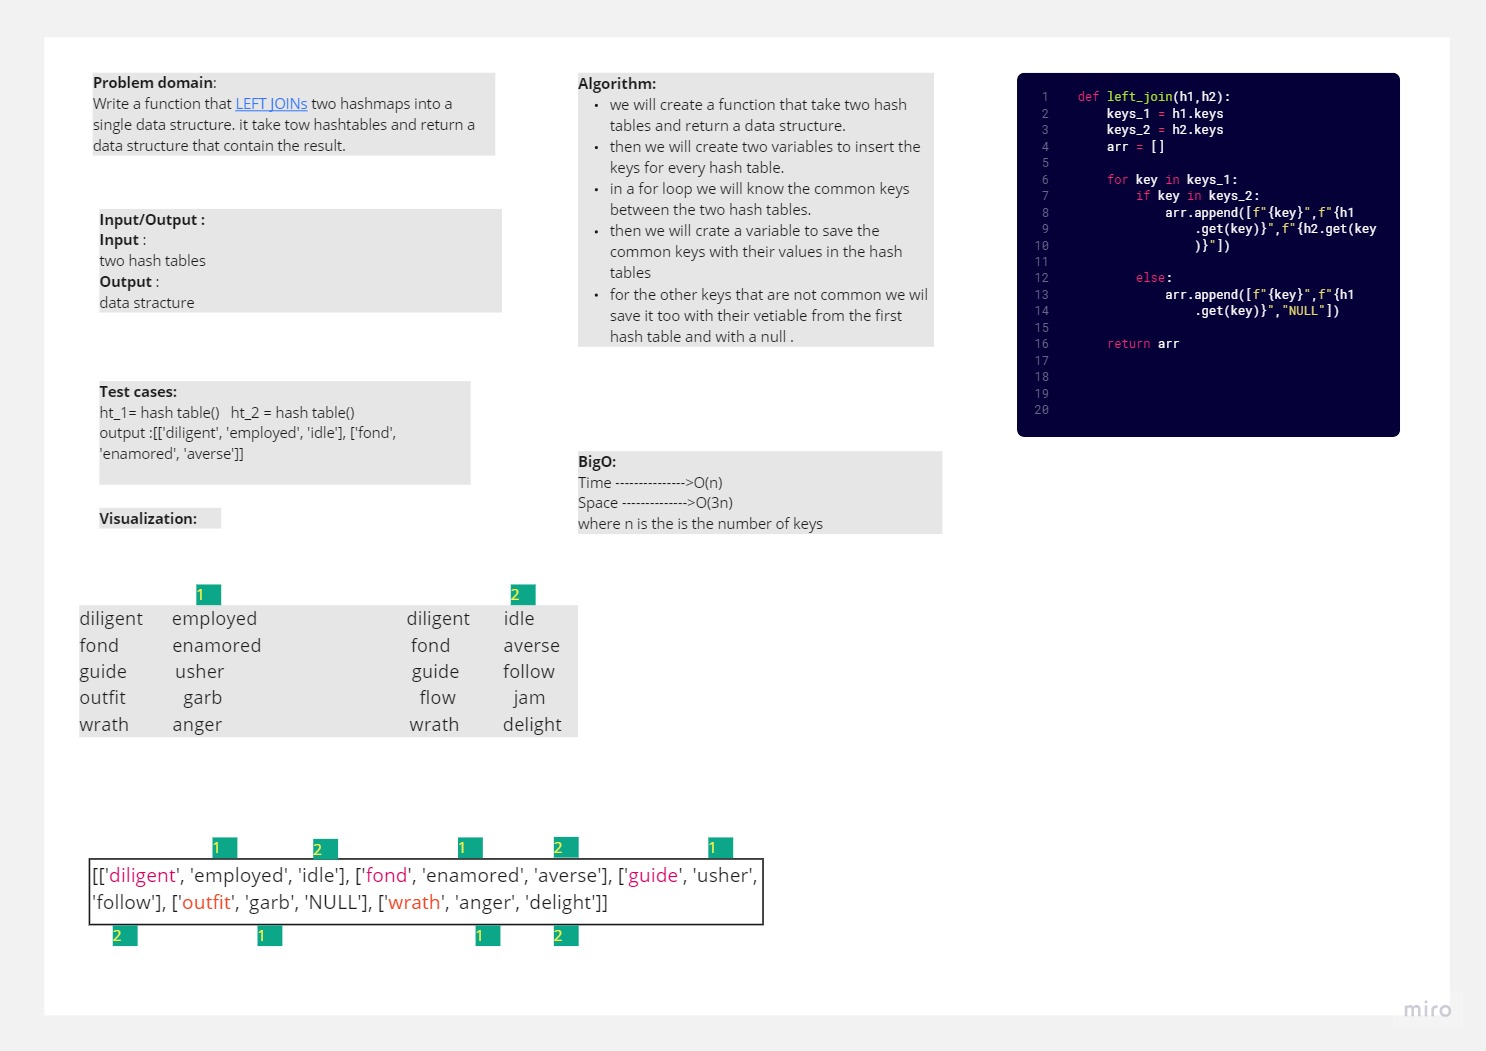 Problem domain:
Write a function that LEFT JOINs two hashmaps into a
single data structure. it take tow hashtables and return a
data structure that contain the result.
Input/Output :
Input :
two hash tables
Output :
data stracture
Test cases:
ht_1= hash table()   ht_2 = hash table()
output :[['diligent', 'employed', 'idle'], ['fond',
'enamored', 'averse']]
Visualization:
1 2
diligent employed diligent idle
fond enamored fond averse
guide usher guide follow
outfit garb flow jam
wrath anger wrath delight
1 2 1 2 1
[['diligent', 'employed', 'idle'], ['fond', 'enamored', 'averse'], ['guide', 'usher',
'follow'], ['outfit', 'garb', 'NULL'], ['wrath', 'anger', 'delight']]
2 1 1 2
Algorithm:
• we will create a function that take two hash
tables and return a data structure.
• then we will create two variables to insert the
keys for every hash table.
• in a for loop we will know the common keys
between the two hash tables.
• then we will crate a variable to save the
common keys with their values in the hash
tables
• for the other keys that are not common we wil
save it too with their vetiable from the first
hash table and with a null .
BigO:
Time --------------->O(n)
Space -------------->O(3n)
where n is the is the number of keys
1 def left_join(h1,h2):
2 keys_1 = h1.keys
3 keys_2 = h2.keys
4 arr = []
5
6 for key in keys_1:
7 if key in keys_2:
8 arr.append([f"{key}",f"{h1
9 .get(key)}",f"{h2.get(key
10 )}"])
11
12 else:
13 arr.append([f"{key}",f"{h1
14 .get(key)}","NULL"])
15
16 return arr
17
18
19
20
miro